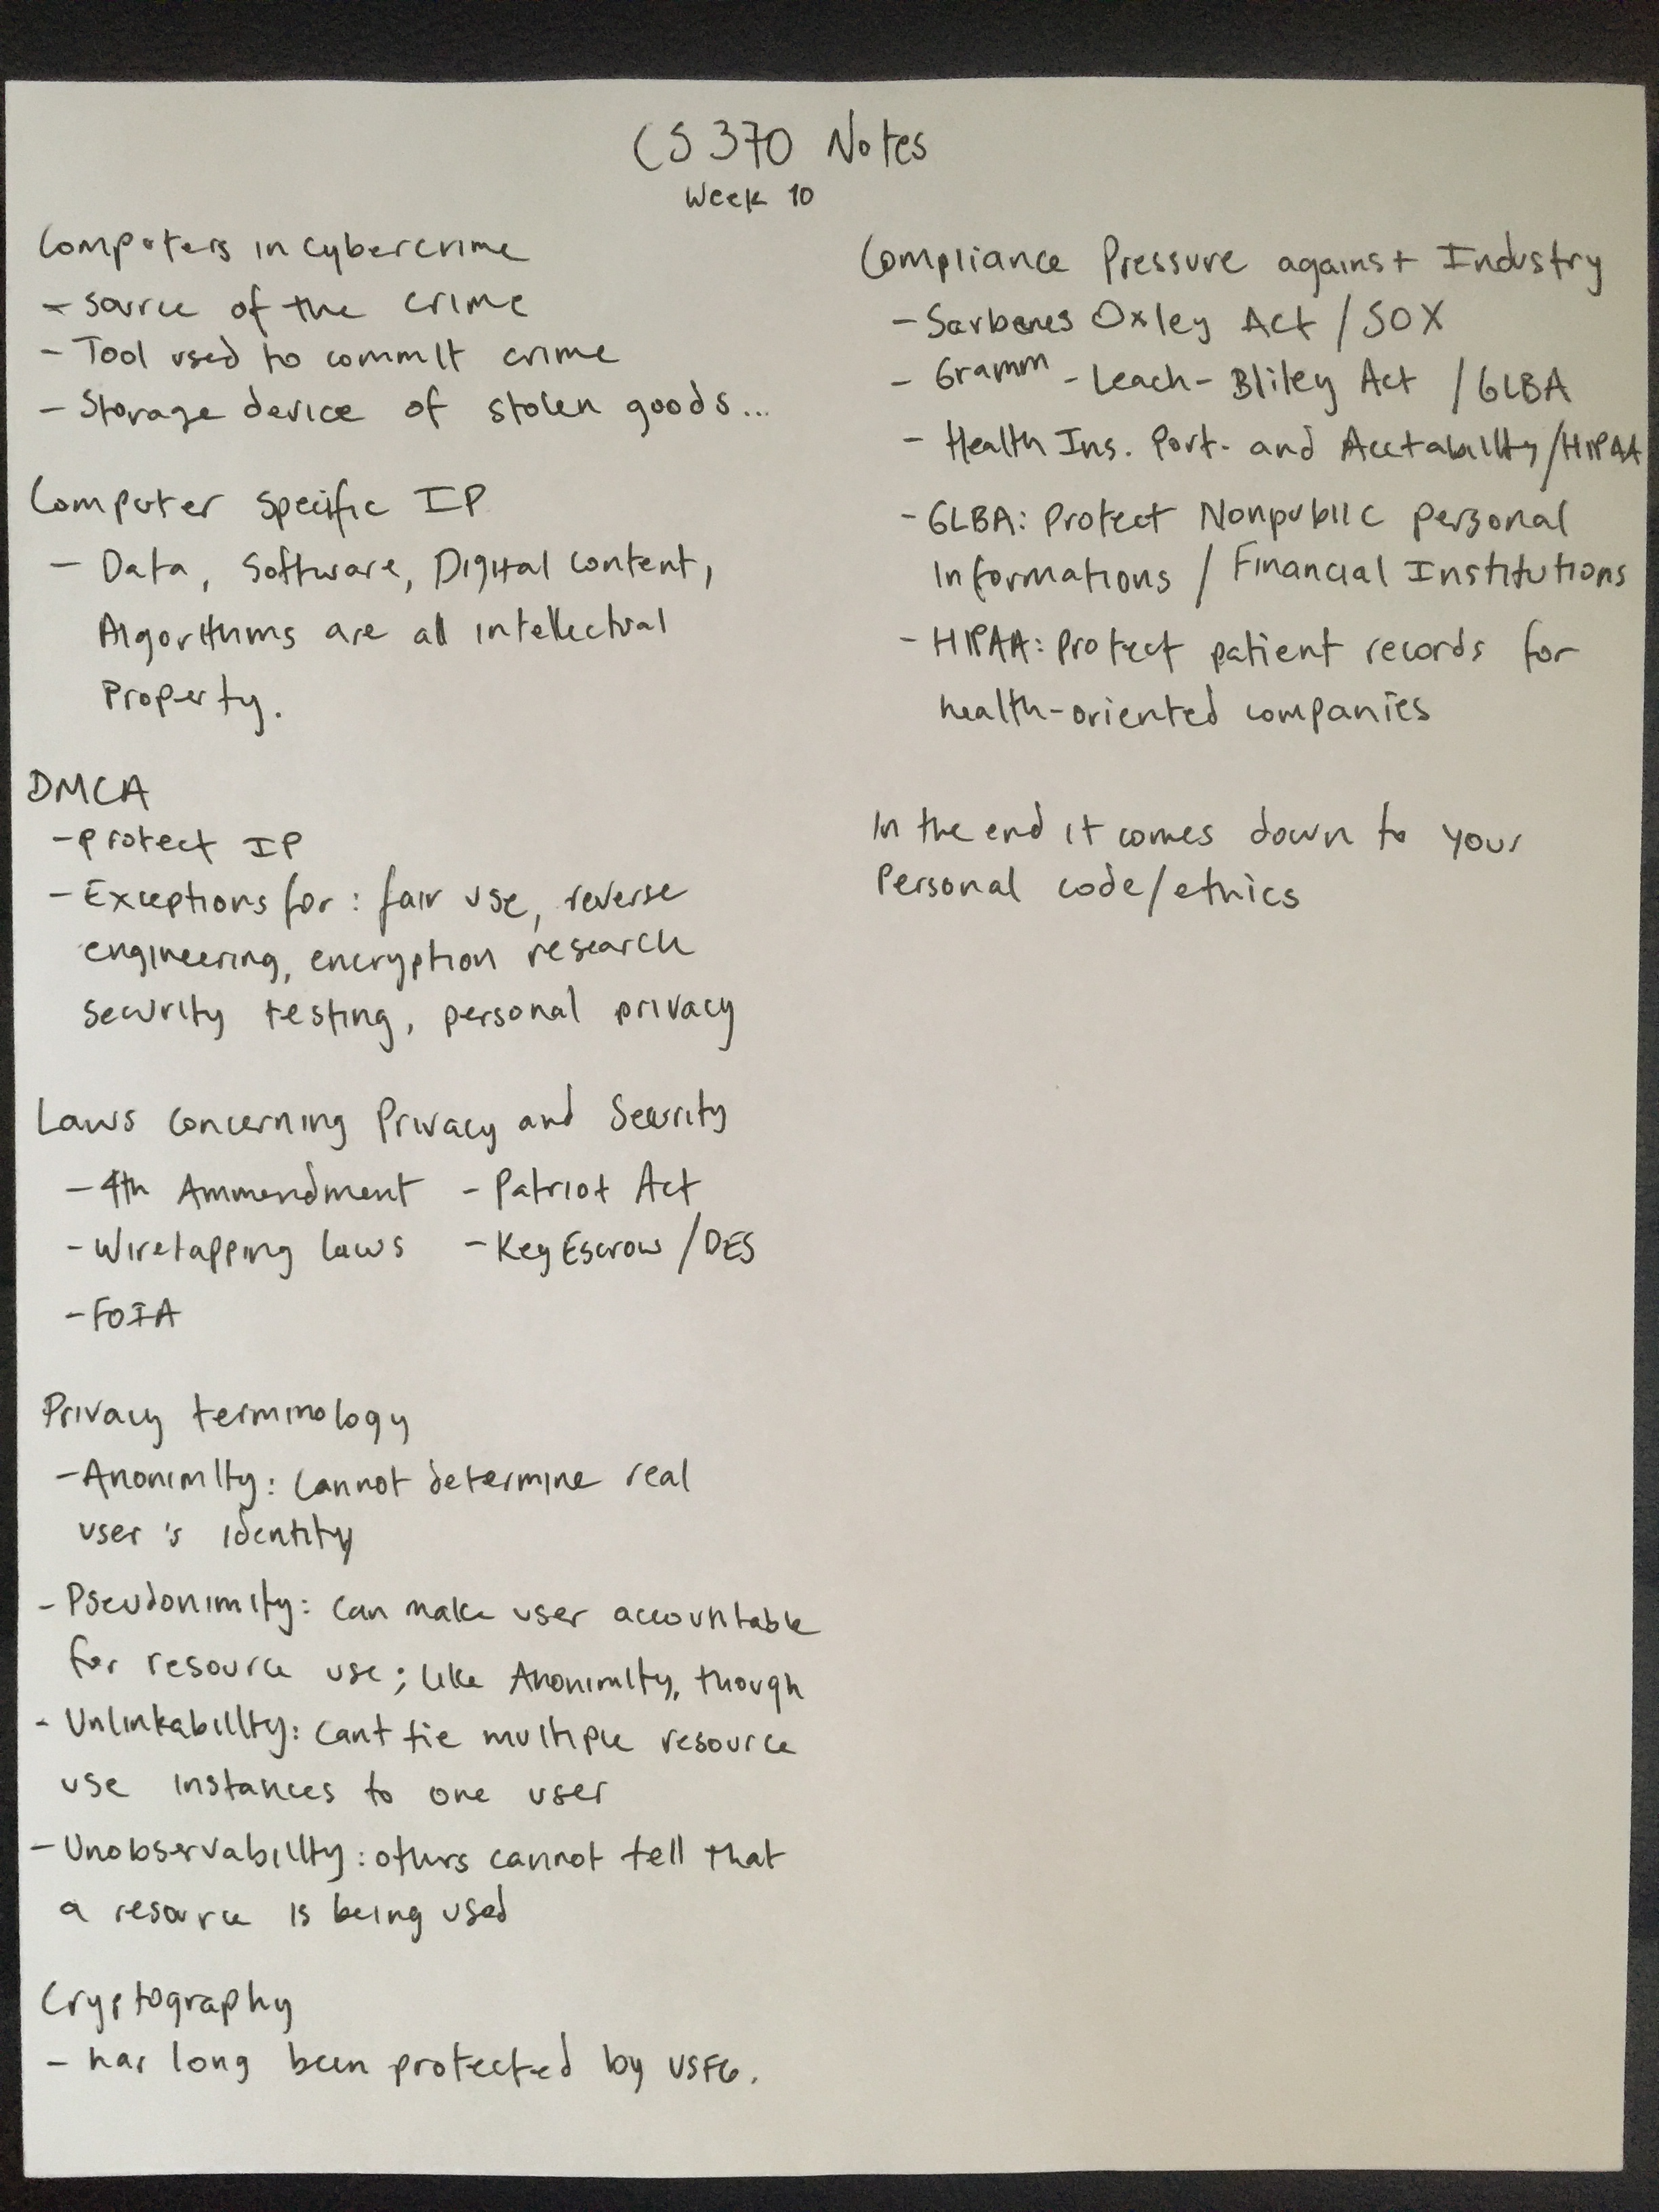 CS 370 Notes
Week 10
Computers in cybercrime
- source of the crime
- Tool used to commit crime
- Storage device of stolen goods...
Computer Specific IP
- Data, Software, Digital content,
Algorithms are all intellectual
Property.
DMCA
- protect IP
- Exceptions for: fair use, reverse
engineering, encryption research
security testing, personal privacy
Laws Concerning Privacy and Security
- 4th Ammendment - Patriot Act
- Wiretapping laws - Key Escrow / DES
- FOIA
Privacy terminology
- Anonimity: Cannot determine real
user's identity
- Pseudonimity: Can make user accountable
for resource use; like Anonimity, though
- Unlinkability: Cant tie multiple resource
use instances to one user
- Unobservability: others cannot tell that
a resource is being used
Cryptography
- has long been protected by USFG.
Compliance Pressure against Industry
- Sarbenes Oxley Act / SOX
- Gramm - Leach - Bliley Act / GLBA
- Health Ins. Port. and Acctability/HIPAA
- GLBA: Protect Nonpublic personal
informations / Financial Institutions
- HIPAA: Protect patient records for
health-oriented companies
In the end it comes down to your
Personal code/ethics